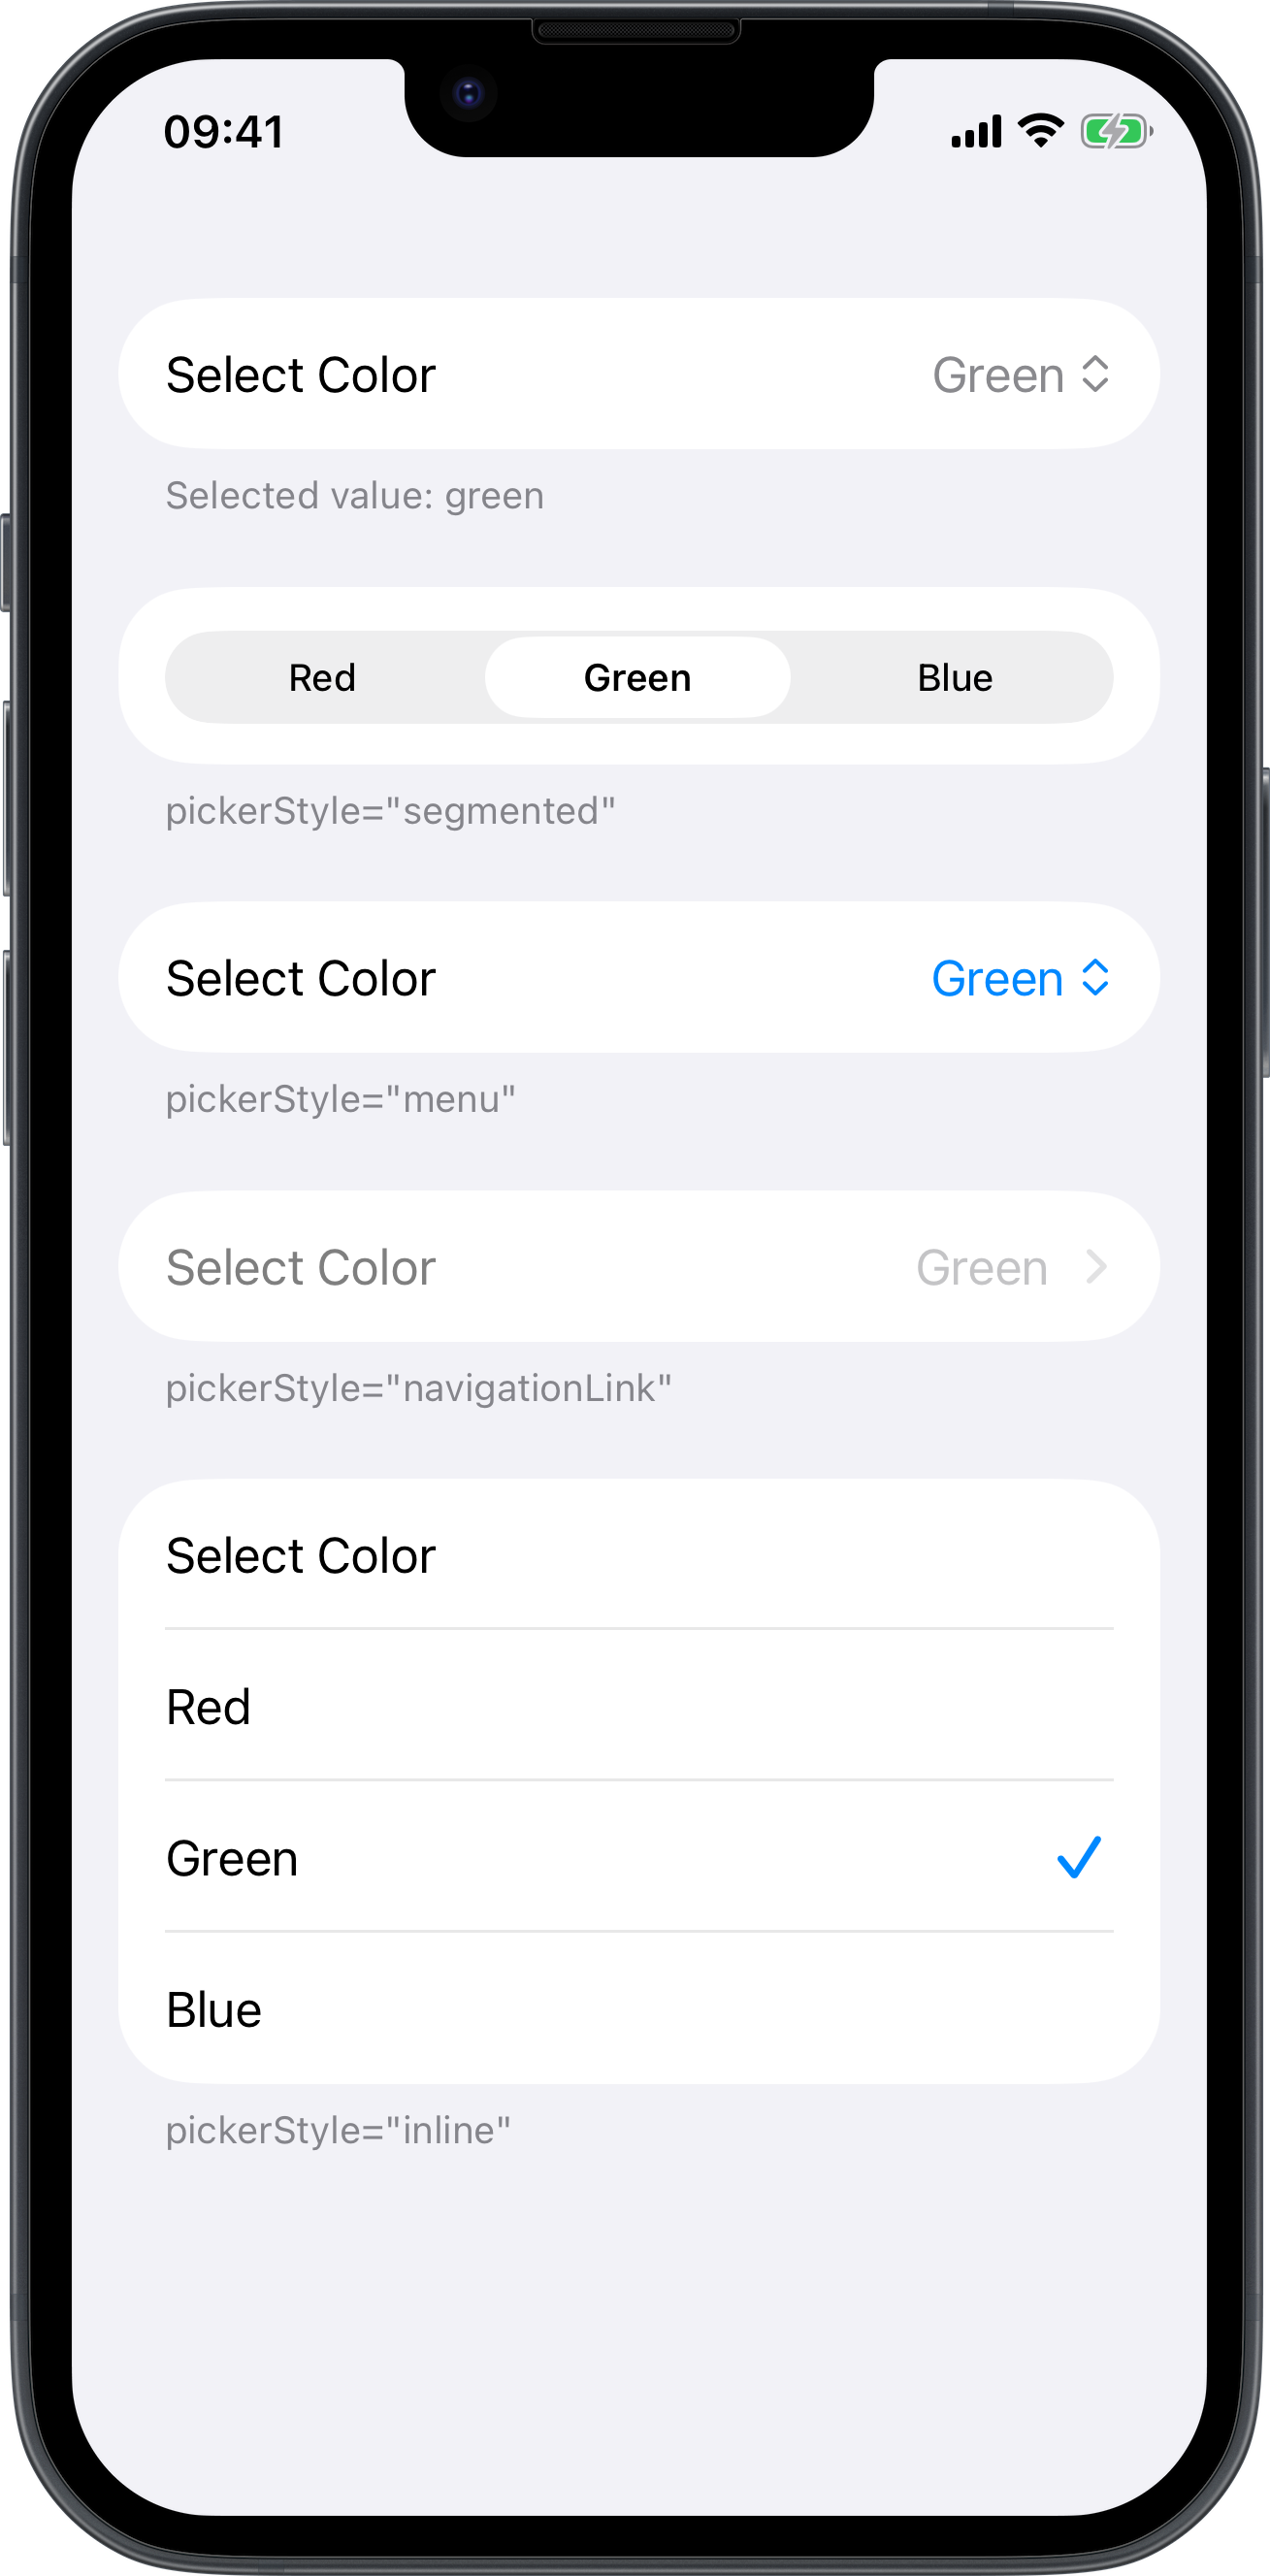 09:41
Select Color Green
Selected value: green
Red Green Blue
pickerStyle="segmented"
Select Color Green
pickerStyle="menu"
Select Color Green
pickerStyle="navigationLink"
Select Color
Red
Green
Blue
pickerStyle="inline"